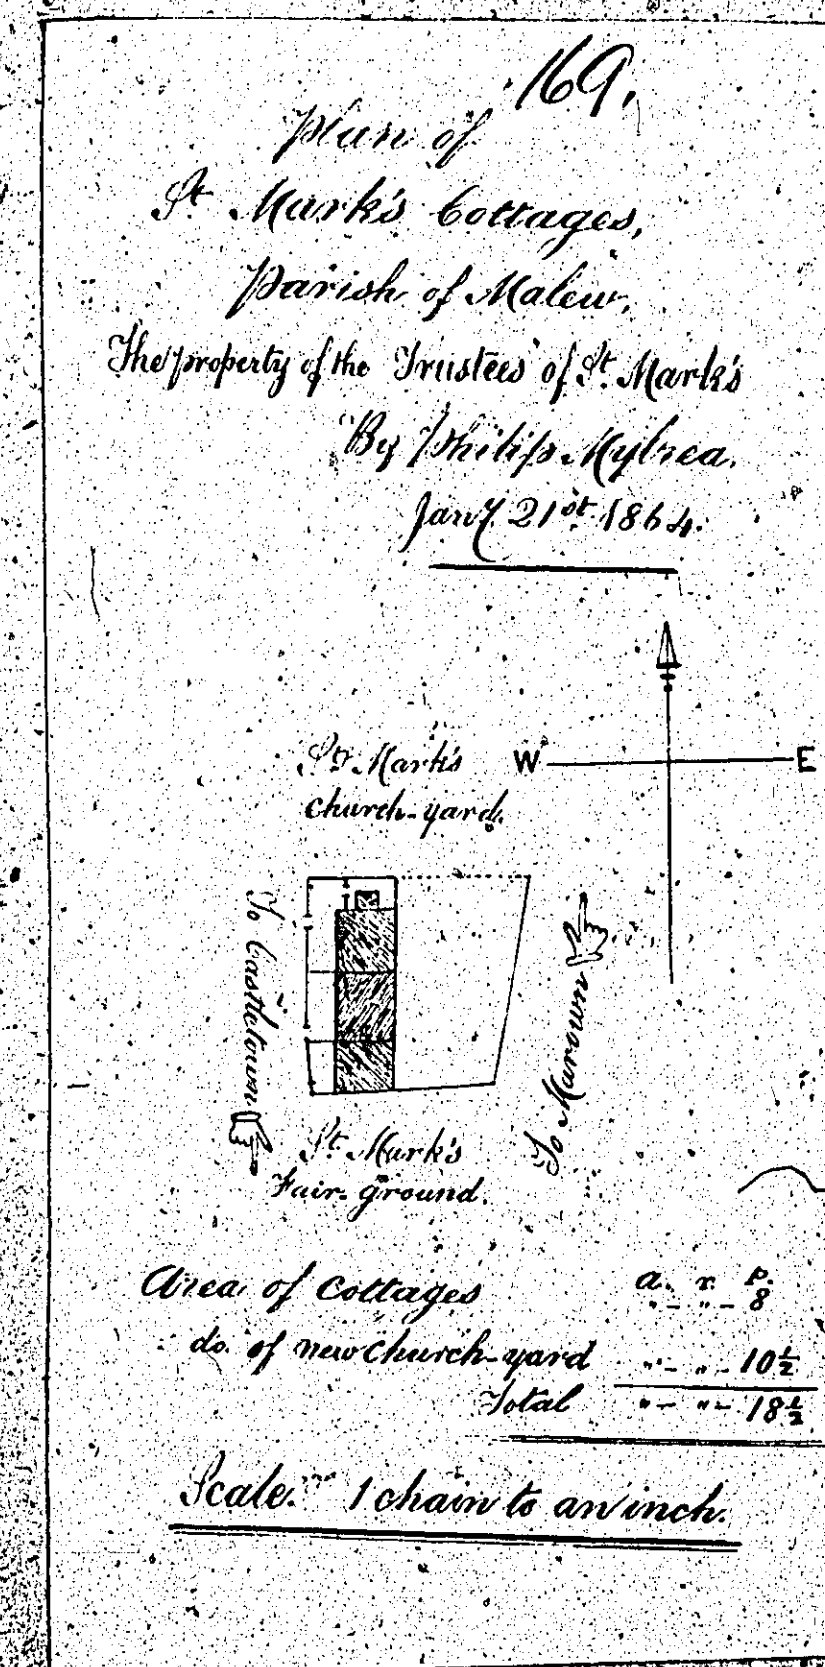 169.
Plan of
St. Mark's Cottages,
Parish of Malew.
The property of the Trustees of St. Mark's
By Philip Mylrea.
Jany. 21st. 1864.
St. Mark's
church-yard.
W E
To Castletown
To Marown
St. Mark's
Fair-ground.
Area of Cottages a. r. p.
" - " - 8
do. of new church-yard " - " - 10½
Total " - " - 18½
Scale. 1 chain to an inch.